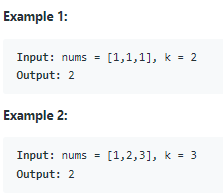 Example 1:
Input: nums = [1,1,1], k = 2
Output: 2
Example 2:
Input: nums = [1,2,3], k = 3
Output: 2